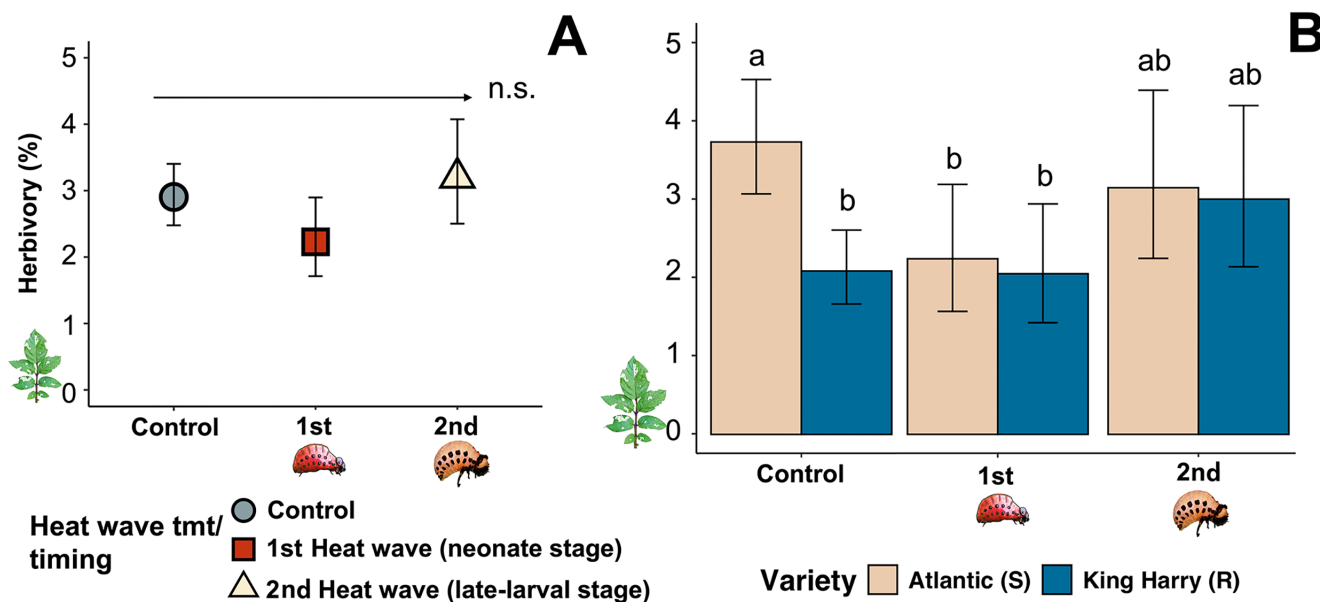 A
Herbivory (%)
5
4
3
2
1
0
n.s.
Control
1st
2nd
Heat wave tmt/
timing
Control
1st Heat wave (neonate stage)
2nd Heat wave (late-larval stage)
B
5
4
3
2
1
0
a
b
b
b
ab
ab
Control
1st
2nd
Variety
Atlantic (S)
King Harry (R)